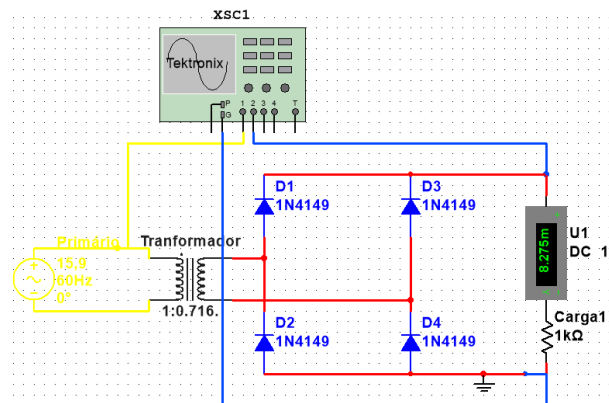 XSC1
Tektronix
P
G
1 2 3 4 T
D1
1N4149
D3
1N4149
Primário
15.9
60Hz
0°
Tranformador
1:0.716.
U1
DC 1
8.275m
D2
1N4149
D4
1N4149
Carga1
1kΩ